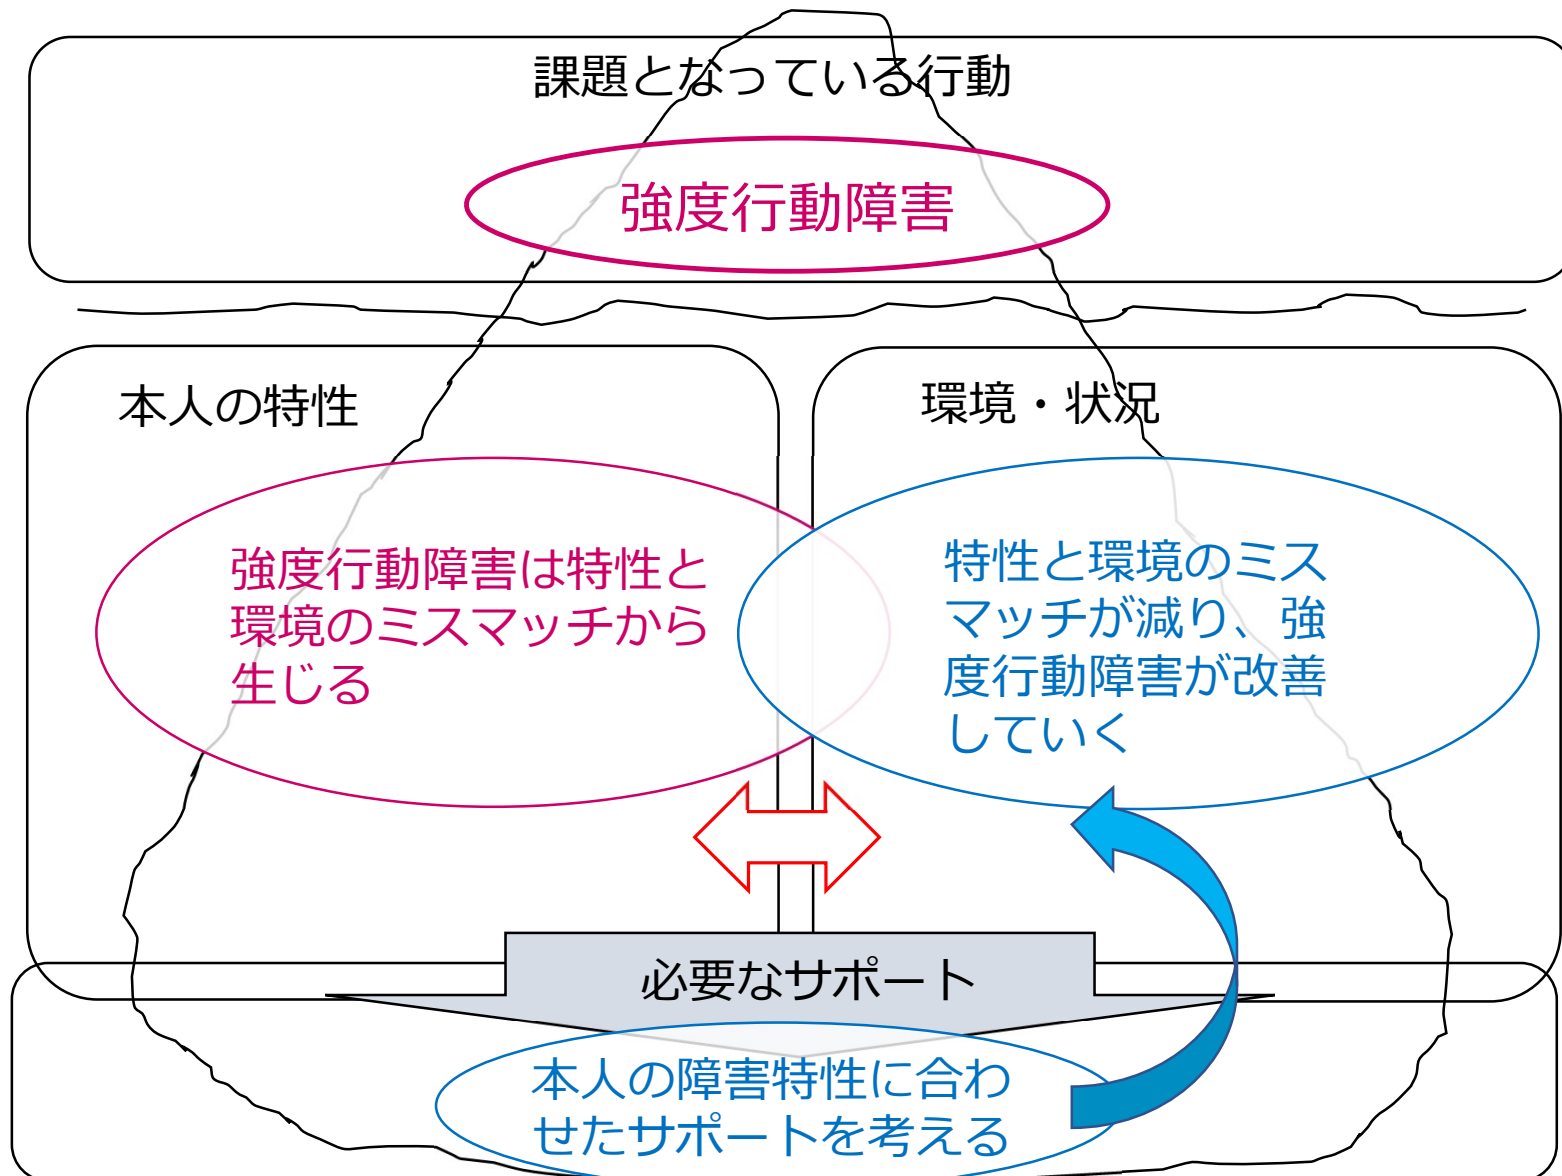 課題となっている行動
強度行動障害
本人の特性
環境・状況
強度行動障害は特性と
環境のミスマッチから
生じる
特性と環境のミス
マッチが減り、強
度行動障害が改善
していく
必要なサポート
本人の障害特性に合わ
せたサポートを考える